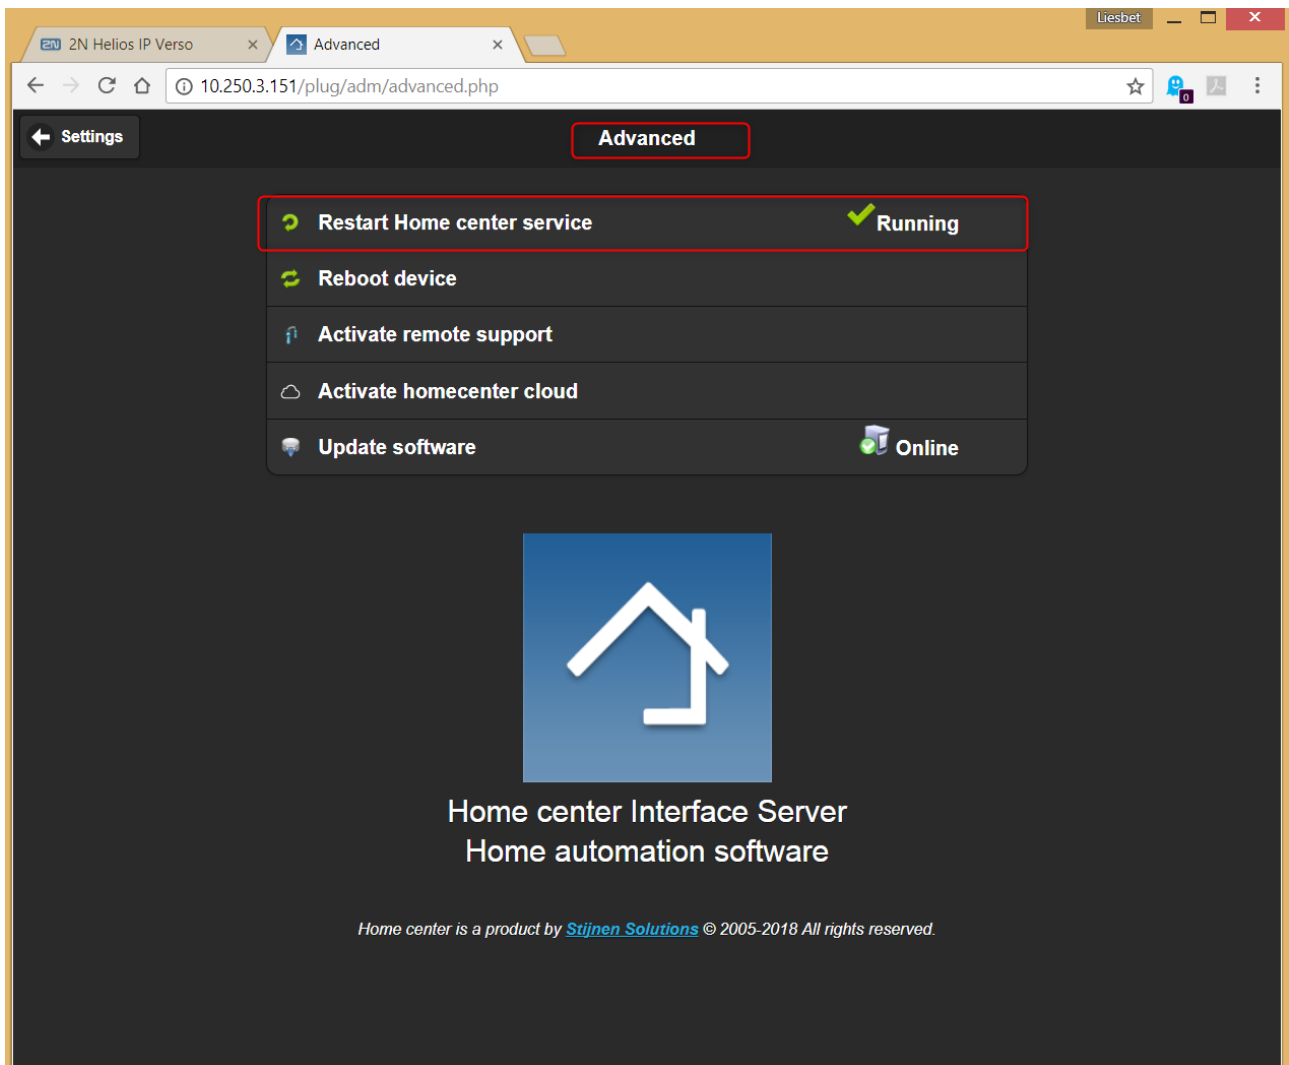 Liesbet
2N 2N Helios IP Verso
Advanced
10.250.3.151/plug/adm/advanced.php
0
Settings
Advanced
Restart Home center service Running
Reboot device
Activate remote support
Activate homecenter cloud
Update software Online
Home center Interface Server
Home automation software
Home center is a product by Stijnen Solutions © 2005-2018 All rights reserved.